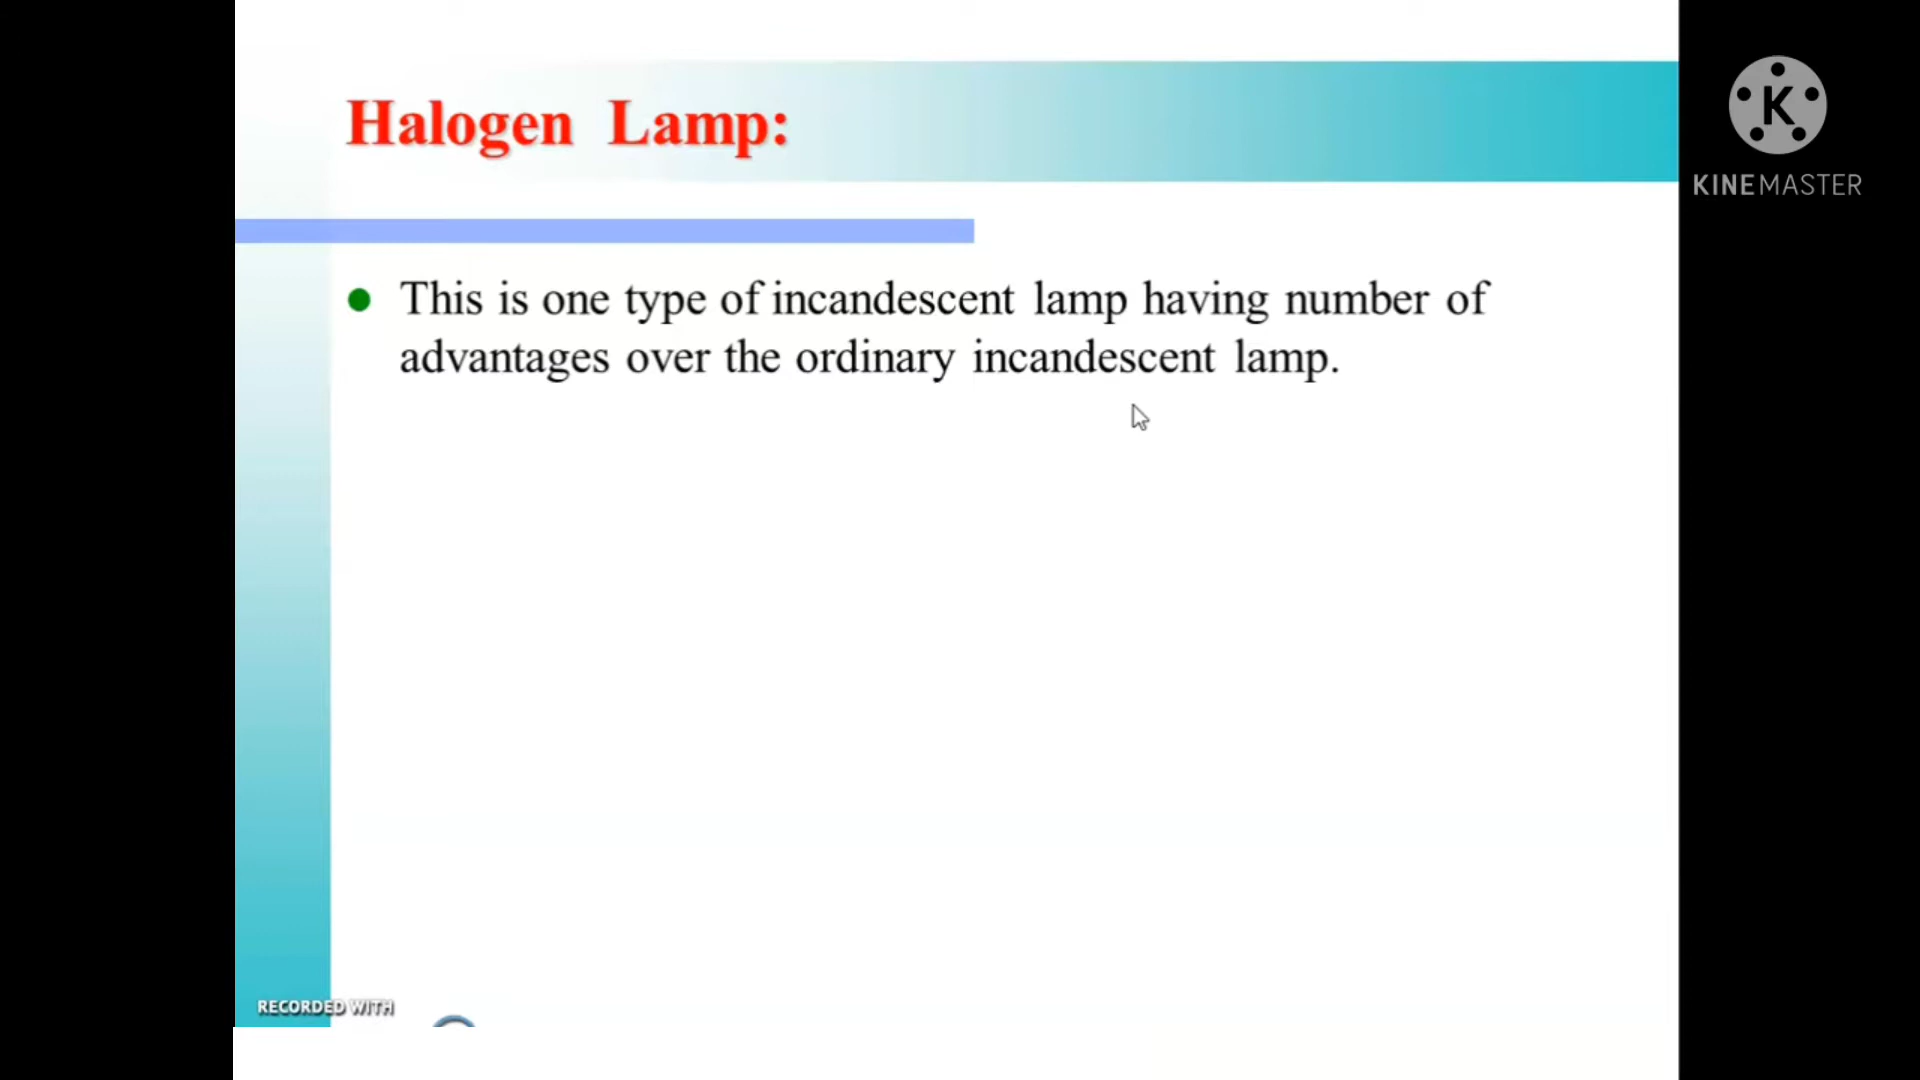 Halogen Lamp:
K
KINEMASTER
This is one type of incandescent lamp having number of
advantages over the ordinary incandescent lamp.
RECORDED WITH